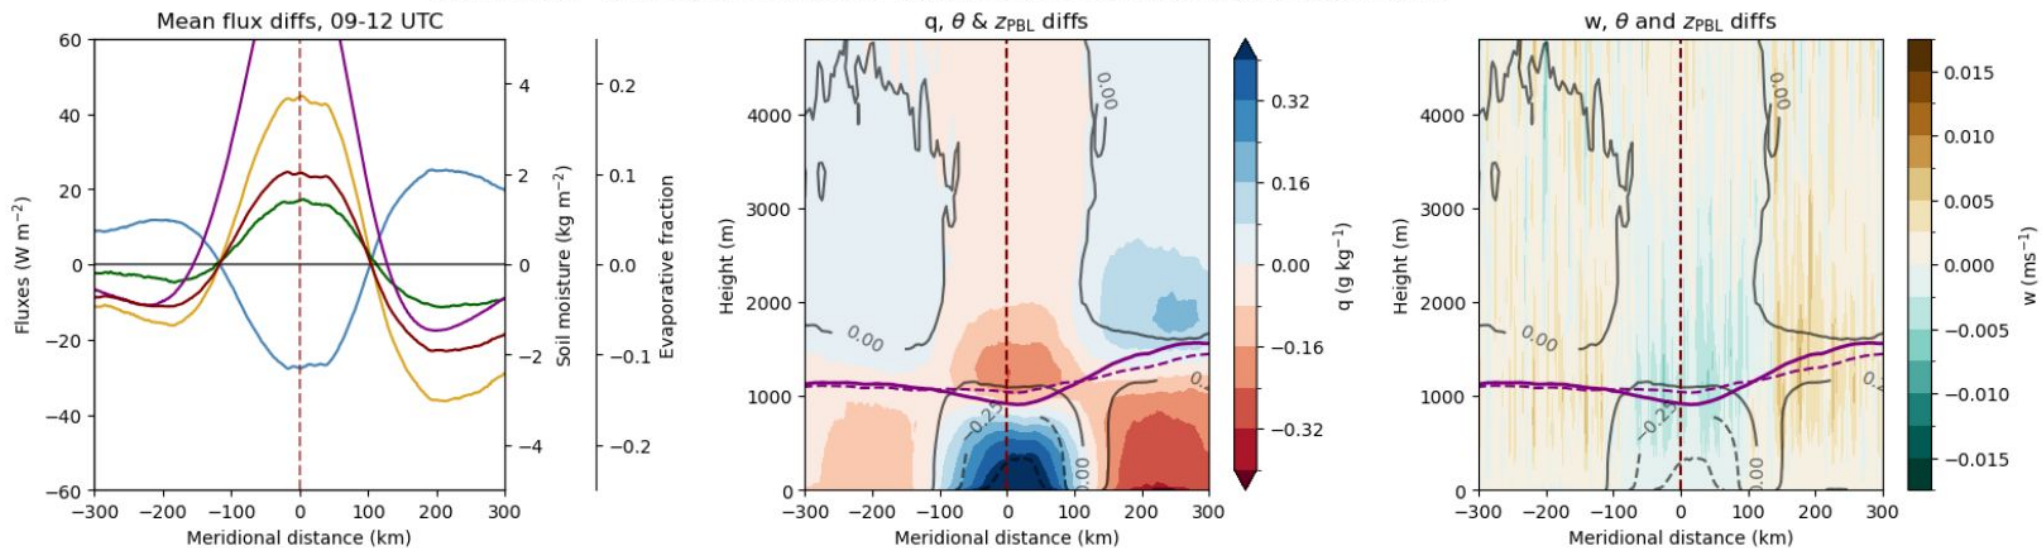 Mean flux diffs, 09-12 UTC
60
40
20
0
−20
−40
−60
Fluxes (W m⁻²)
−300 −200 −100 0 100 200 300
Meridional distance (km)
4
2
0
−2
−4
Soil moisture (kg m⁻²)
0.2
0.1
0.0
−0.1
−0.2
Evaporative fraction
q, θ & z_PBL diffs
4000
3000
2000
1000
0
Height (m)
0.00
0.00
−0.25
0.00
−300 −200 −100 0 100 200 300
Meridional distance (km)
0.32
0.16
0.00
−0.16
−0.32
q (g kg⁻¹)
w, θ and z_PBL diffs
4000
3000
2000
1000
0
Height (m)
0.00
0.00
−0.25
0.00
−300 −200 −100 0 100 200 300
Meridional distance (km)
0.015
0.010
0.005
0.000
−0.005
−0.010
−0.015
w (ms⁻¹)